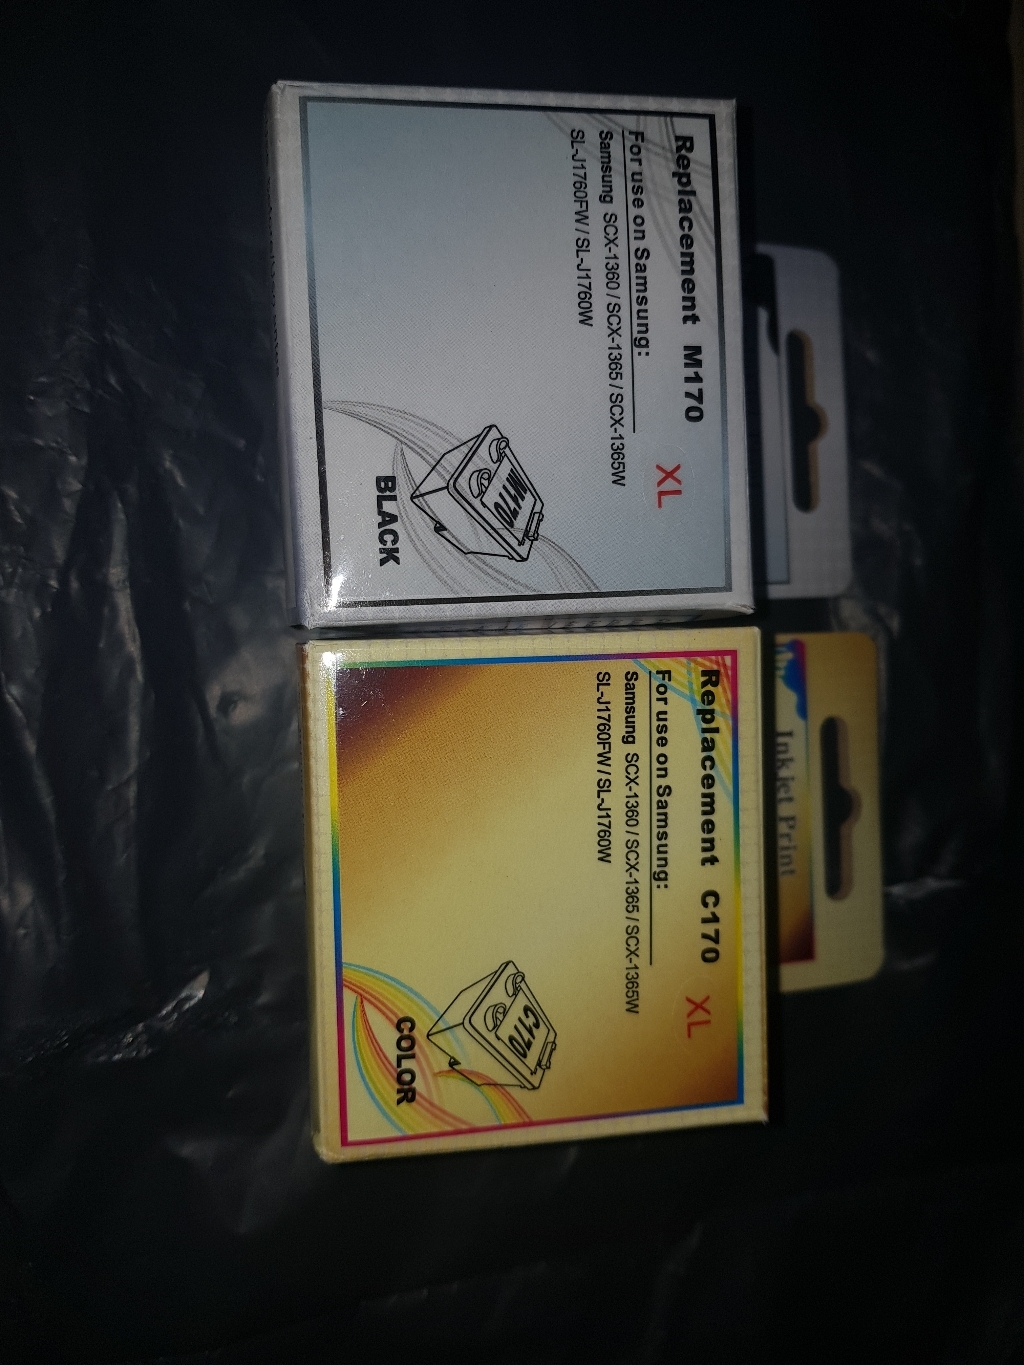 Replacement M170
XL
For use on Samsung:
Samsung SCX-1360 / SCX-1365 / SCX-1365W
SL-J1760FW / SL-J1760W
M170
BLACK
Inkjet Print
Replacement C170
XL
For use on Samsung:
Samsung SCX-1360 / SCX-1365 / SCX-1365W
SL-J1760FW / SL-J1760W
C170
COLOR